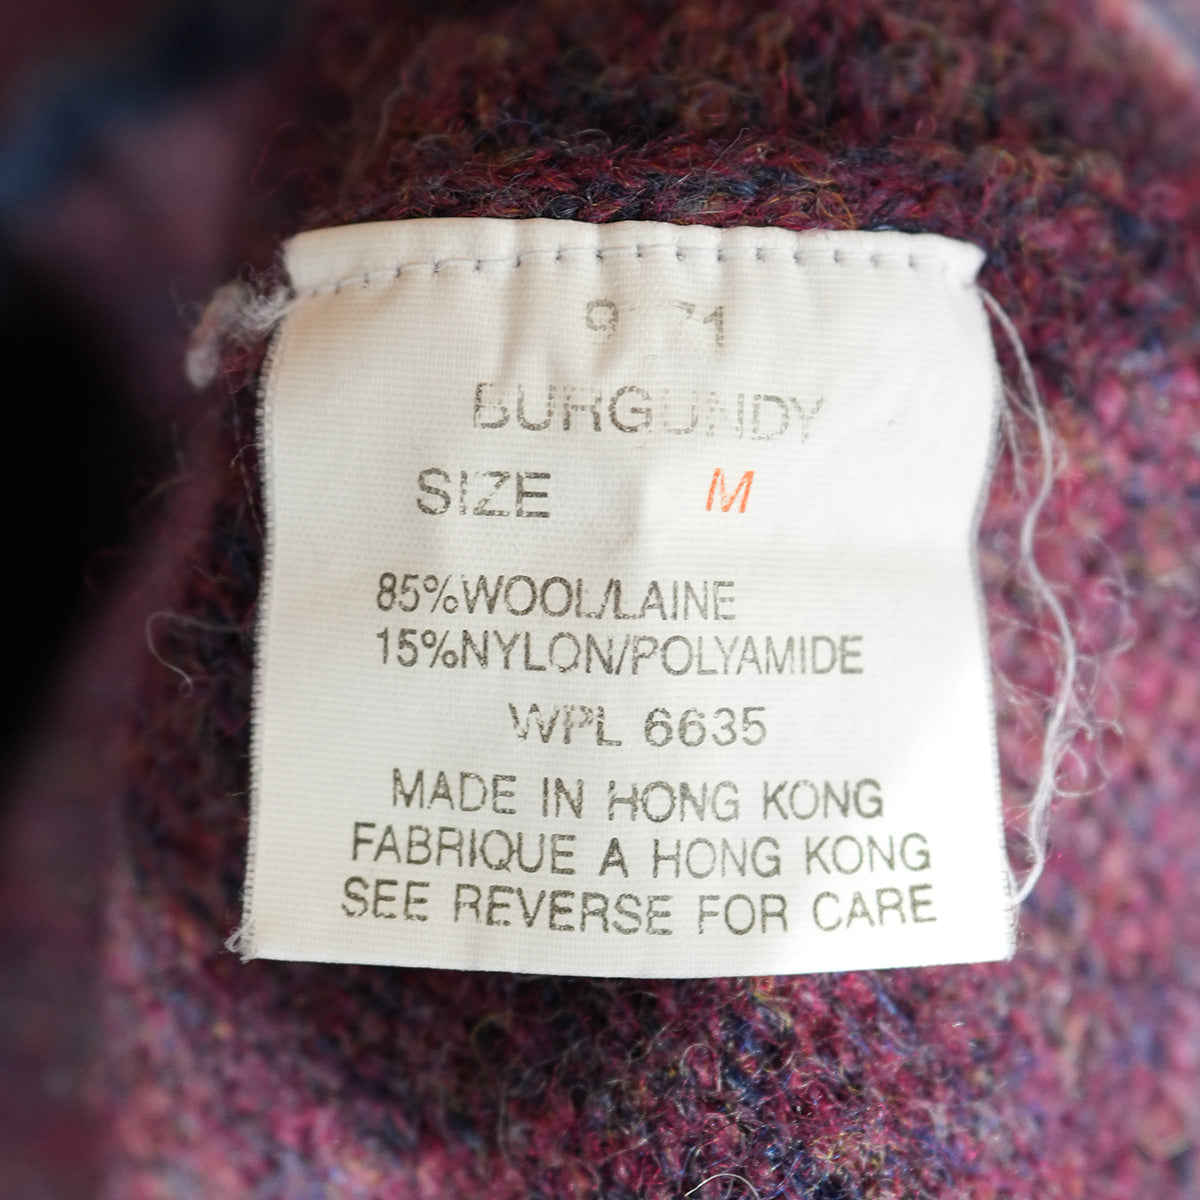 BURGUNDY
SIZE M
85%WOOL/LAINE
15%NYLON/POLYAMIDE
WPL 6635
MADE IN HONG KONG
FABRIQUE A HONG KONG
SEE REVERSE FOR CARE